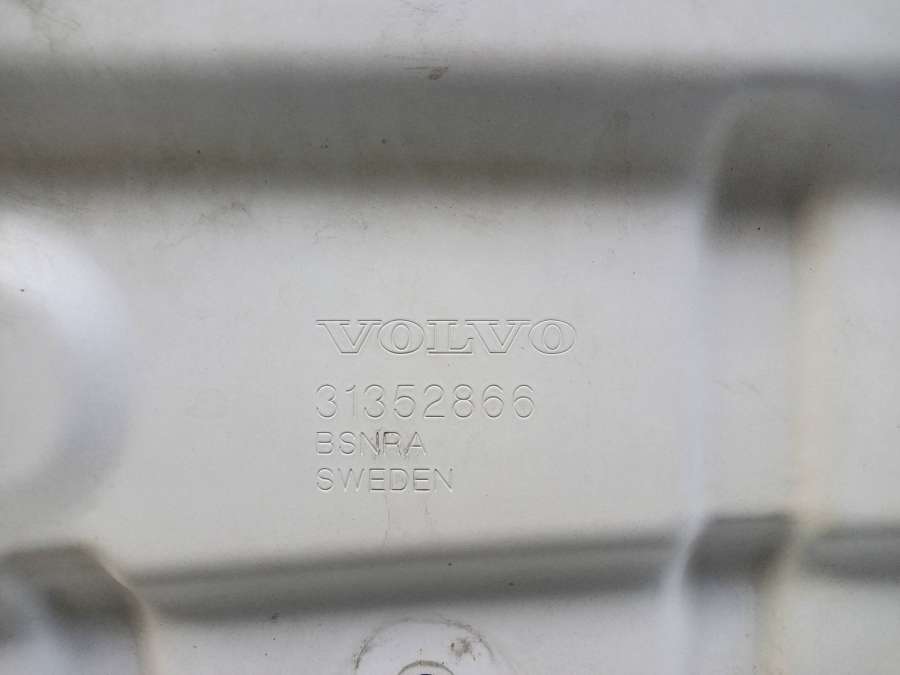 VOLVO
31352866
BSNRA
SWEDEN